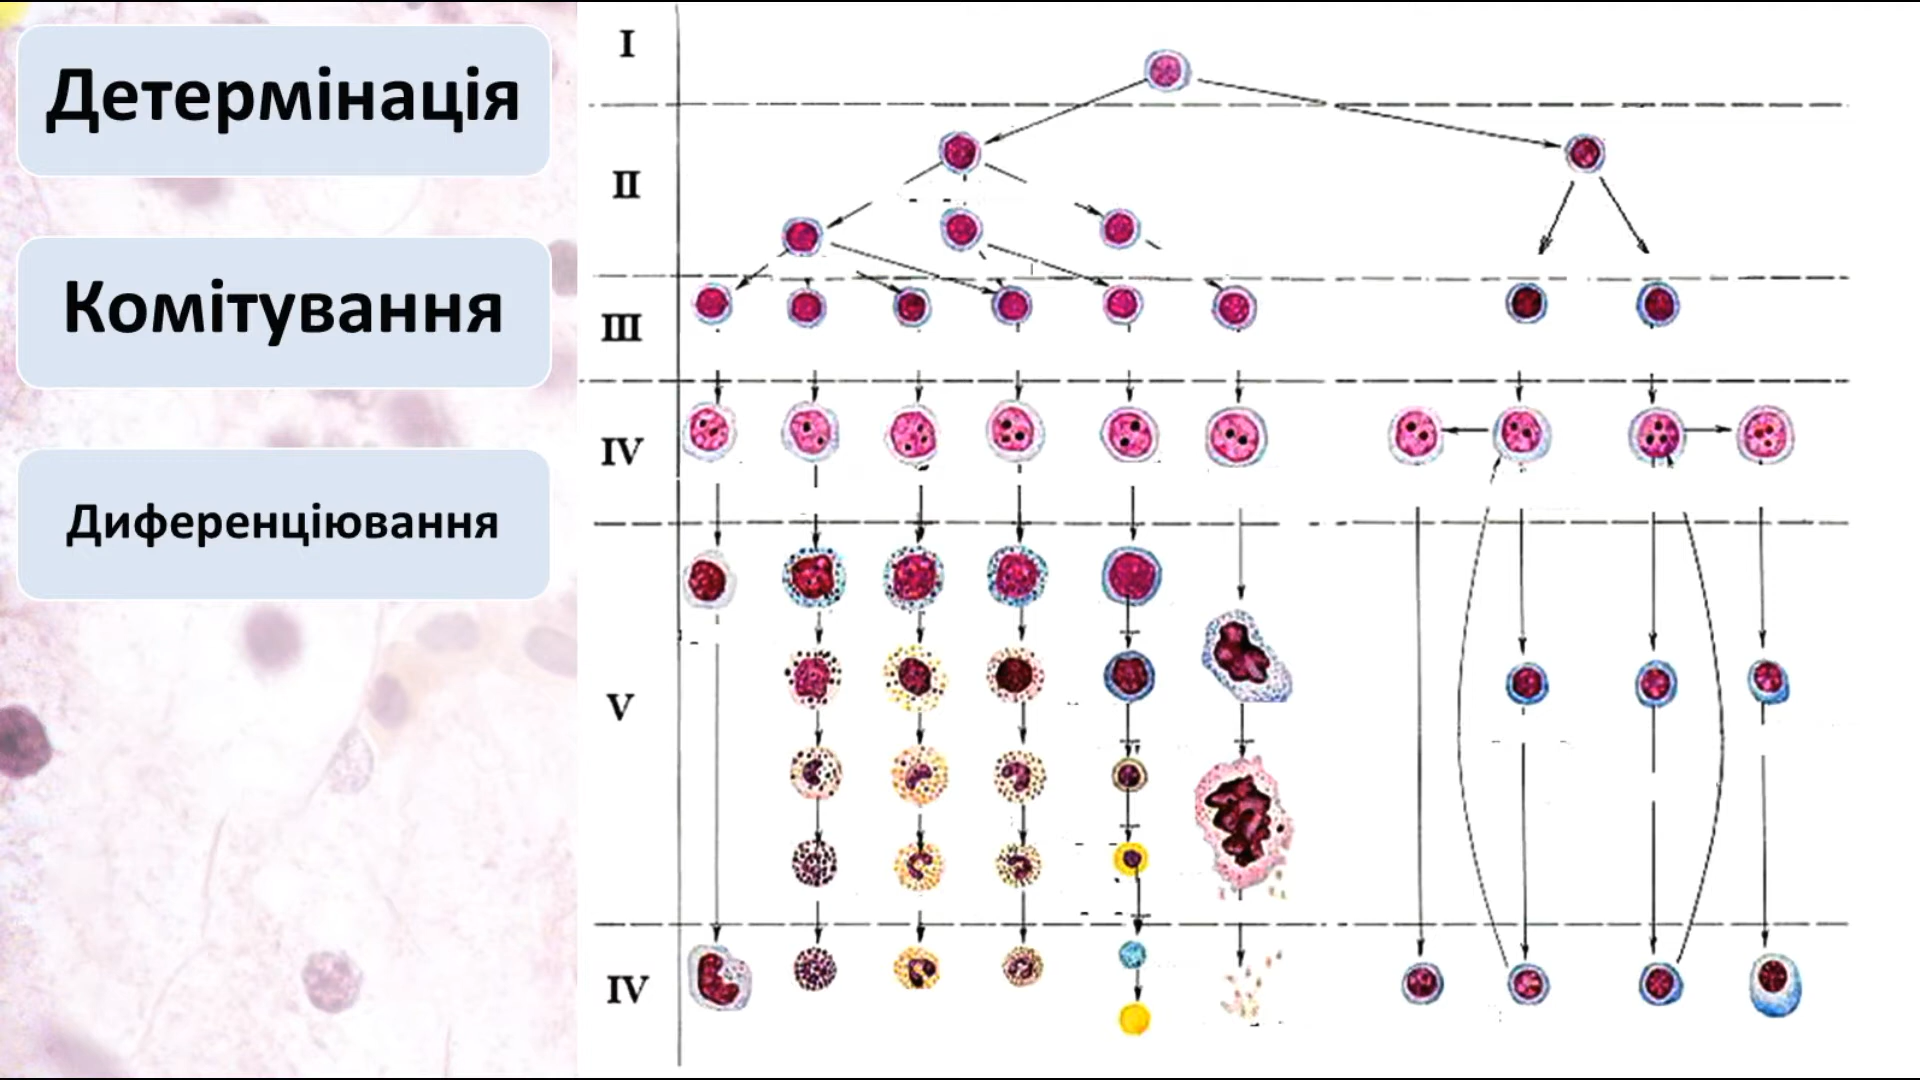 Детермінація
Комітування
Диференціювання
I
II
III
IV
V
IV